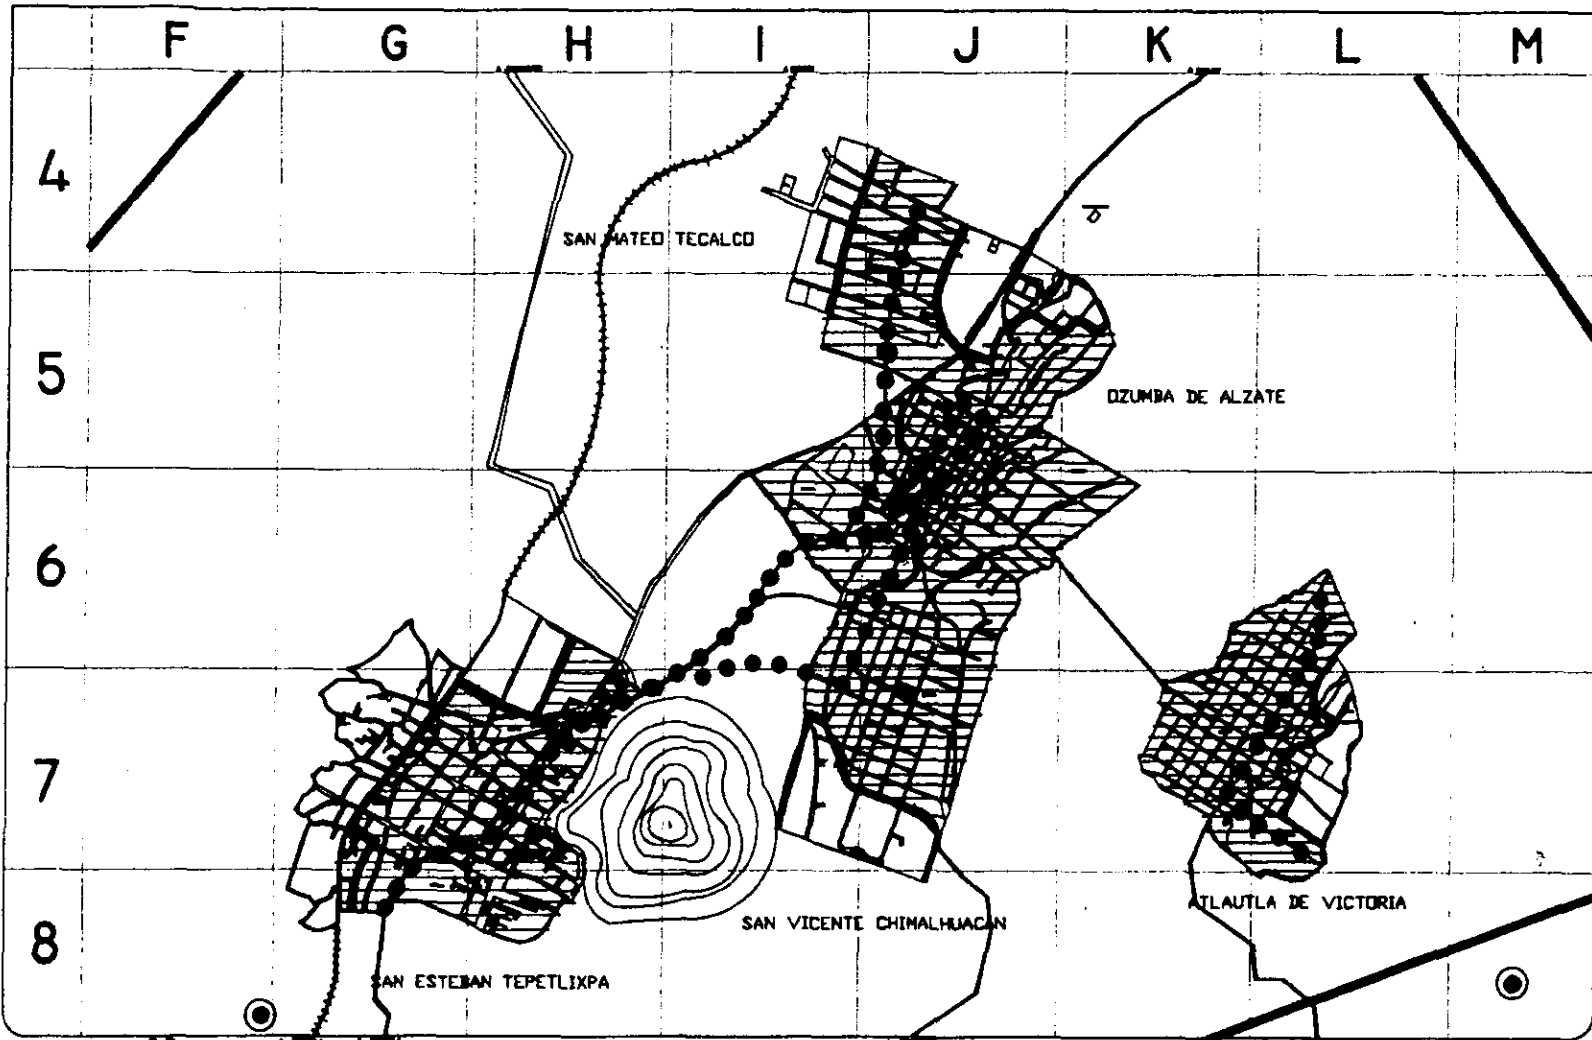 F G H I J K L M
4
SAN MATEO TECALCO
5
OZUMBA DE ALZATE
6
7
ATLAUTLA DE VICTORIA
SAN VICENTE CHIMALHUACAN
8
SAN ESTEBAN TEPETLIXPA